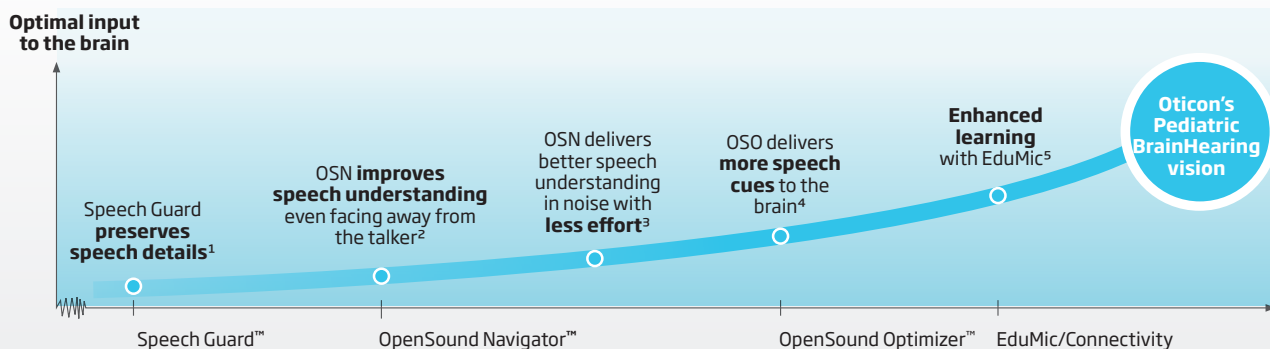 Optimal input
to the brain
Speech Guard
preserves
speech details¹
OSN improves
speech understanding
even facing away from
the talker²
OSN delivers
better speech
understanding
in noise with
less effort³
OSO delivers
more speech
cues to the
brain⁴
Enhanced
learning
with EduMic⁵
Oticon's
Pediatric
BrainHearing
vision
Speech Guard™
OpenSound Navigator™
OpenSound Optimizer™
EduMic/Connectivity